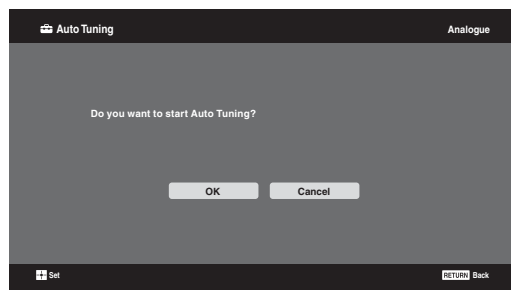 Auto Tuning
Analogue
Do you want to start Auto Tuning?
OK
Cancel
Set
RETURN Back